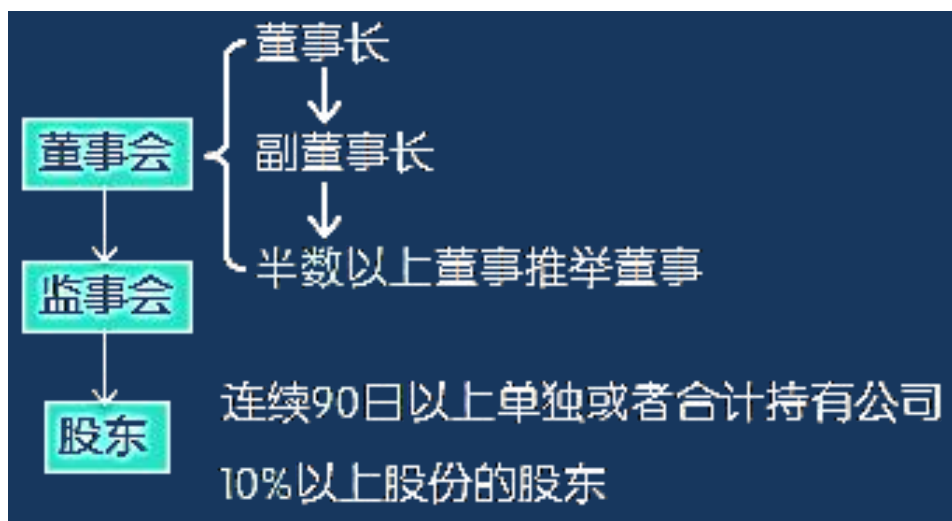 董事长
副董事长
董事会
半数以上董事推举董事
监事会
连续90日以上单独或者合计持有公司
股东
10%以上股份的股东